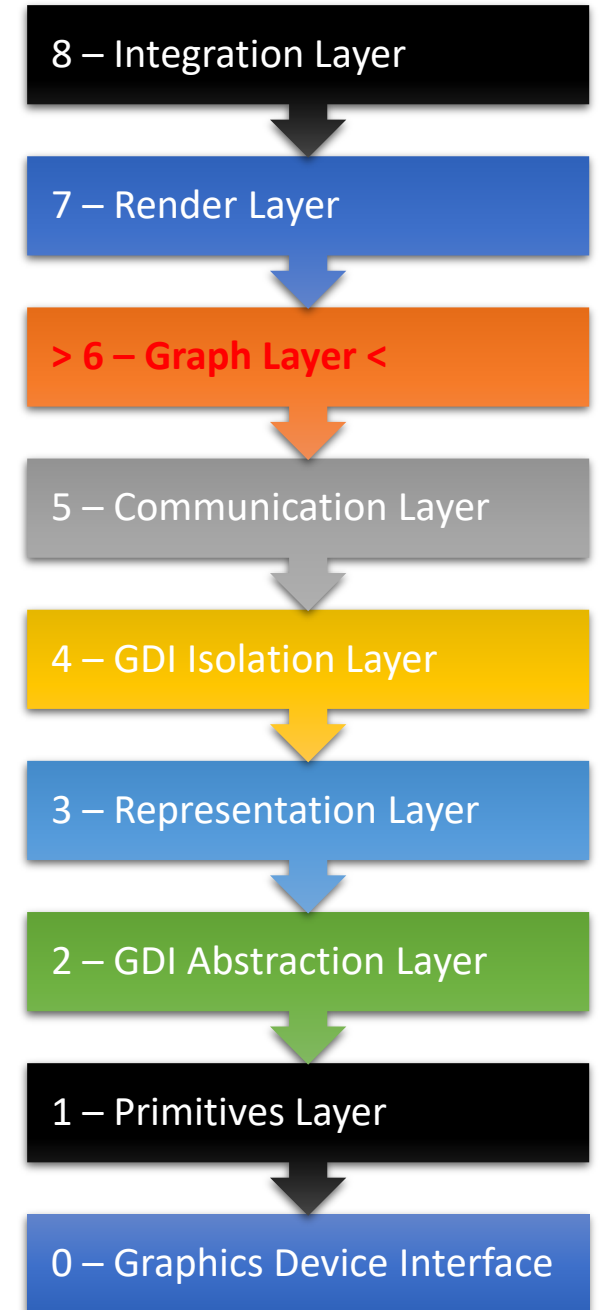 8 – Integration Layer
7 – Render Layer
> 6 – Graph Layer <
5 – Communication Layer
4 – GDI Isolation Layer
3 – Representation Layer
2 – GDI Abstraction Layer
1 – Primitives Layer
0 – Graphics Device Interface